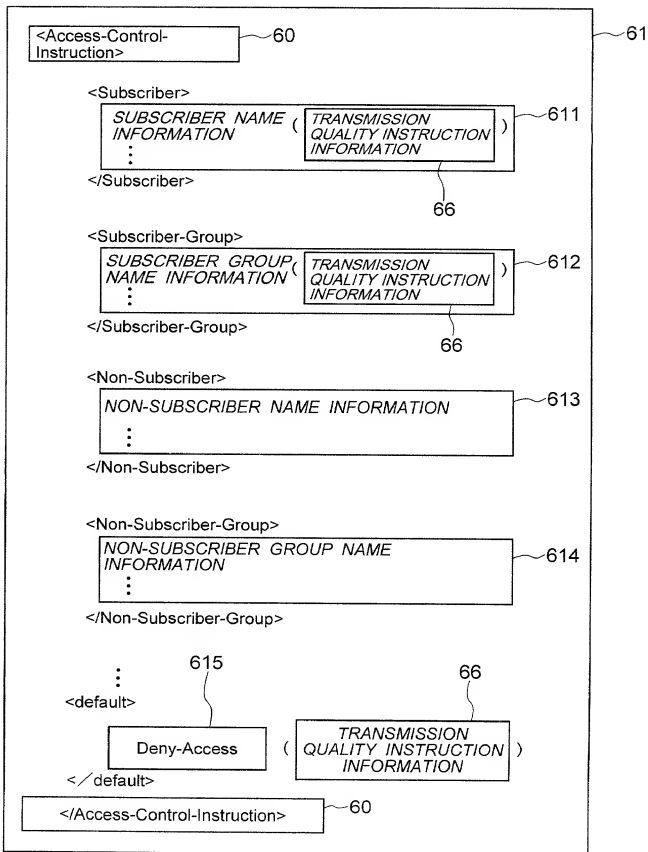 <Access-Control-
Instruction>
60
61
<Subscriber>
SUBSCRIBER NAME
INFORMATION
(
TRANSMISSION
QUALITY INSTRUCTION
INFORMATION
)
611
66
</Subscriber>
<Subscriber-Group>
SUBSCRIBER GROUP
NAME INFORMATION
(
TRANSMISSION
QUALITY INSTRUCTION
INFORMATION
)
612
66
</Subscriber-Group>
<Non-Subscriber>
NON-SUBSCRIBER NAME INFORMATION
613
</Non-Subscriber>
<Non-Subscriber-Group>
NON-SUBSCRIBER GROUP NAME
INFORMATION
614
</Non-Subscriber-Group>
615
66
<default>
Deny-Access
(
TRANSMISSION
QUALITY INSTRUCTION
INFORMATION
)
</default>
</Access-Control-Instruction>
60